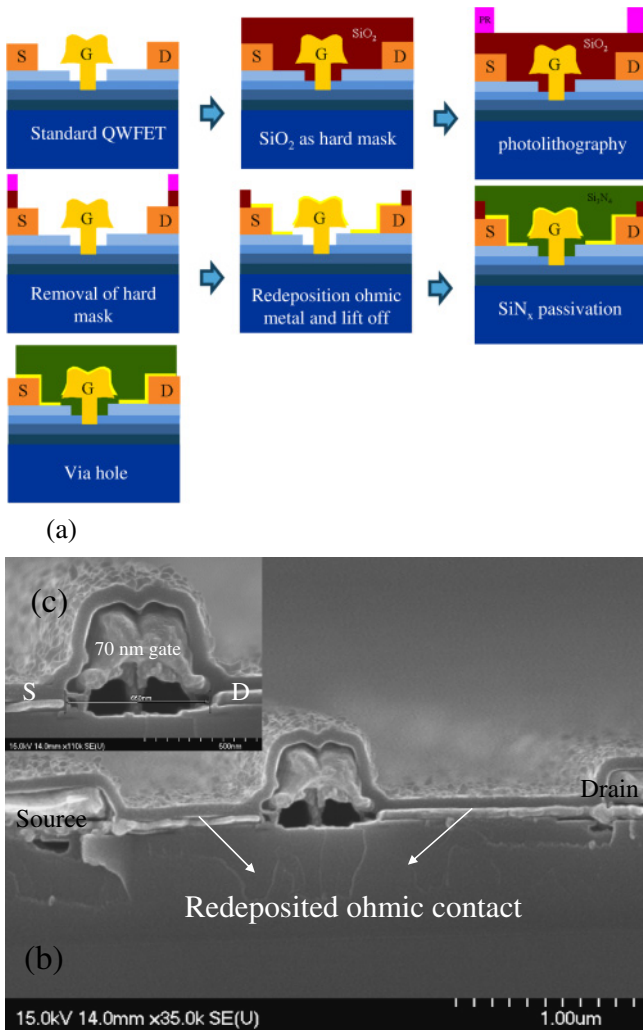 S
G
D
Standard QWFET
SiO2
S
G
D
SiO2 as hard mask
PR
SiO2
S
G
D
photolithography
S
G
D
Removal of hard
mask
S
G
D
Redeposition ohmic
metal and lift off
Si3N4
S
G
D
SiNx passivation
S
G
D
Via hole
(a)
(c)
70 nm gate
S
D
15.0kV 14.0mm x110k SE(U)
500nm
Source
Drain
Redeposited ohmic contact
(b)
15.0kV 14.0mm x35.0k SE(U)
1.00um